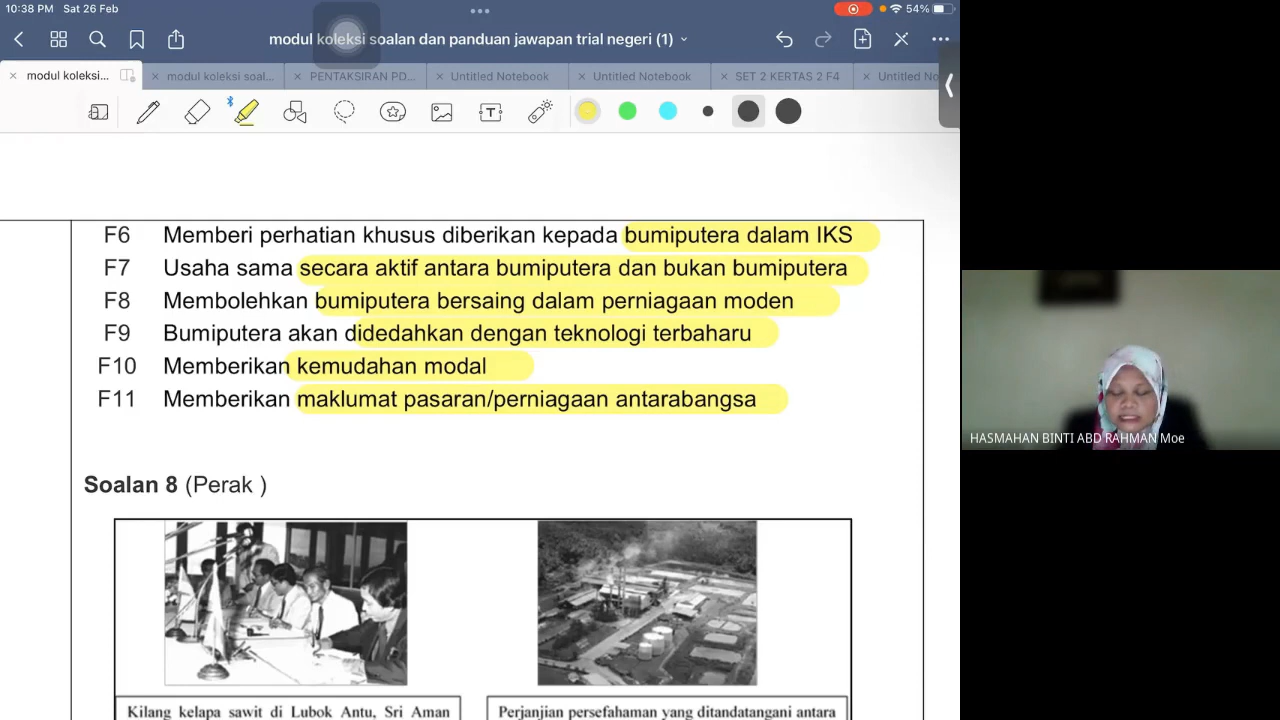 10:38 PM Sat 26 Feb
54%
modul koleksi soalan dan panduan jawapan trial negeri (1)
modul koleksi...
modul koleksi soal...
PENTAKSIRAN PD...
Untitled Notebook
Untitled Notebook
SET 2 KERTAS 2 F4
Untitled No
F6 Memberi perhatian khusus diberikan kepada bumiputera dalam IKS
F7 Usaha sama secara aktif antara bumiputera dan bukan bumiputera
F8 Membolehkan bumiputera bersaing dalam perniagaan moden
F9 Bumiputera akan didedahkan dengan teknologi terbaharu
F10 Memberikan kemudahan modal
F11 Memberikan maklumat pasaran/perniagaan antarabangsa
Soalan 8 (Perak )
Kilang kelapa sawit di Lubok Antu, Sri Aman
Perjanjian persefahaman yang ditandatangani antara
HASMAHAN BINTI ABD RAHMAN Moe